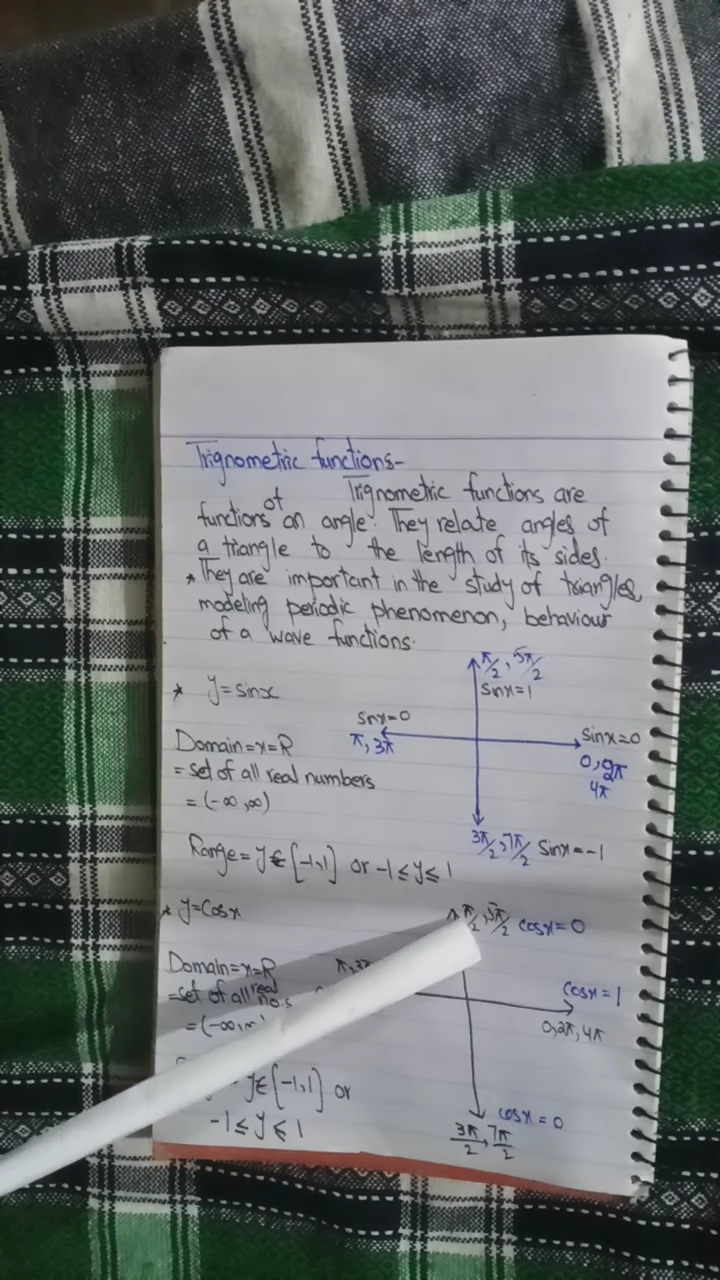 Trignometric functions-
Trignometric functions are
functions of an angle. They relate angles of
a triangle to the length of its sides.
* They are important in the study of triangles,
modeling periodic phenomenon, behaviour
of a wave functions.
π/2, 5π/2
sinx=1
* y=sinx
sinx=0
π, 3π
sinx=0
0, 2π
4π
Domain=x=R
= set of all real numbers
= (-∞,∞)
3π/2, 7π/2 sinx=-1
Range= y∈[-1,1] or -1≤y≤1
* y=cosx
π/2, 5π/2 cosx=0
Domain=x=R
=set of all real no.s
=(-∞,
π,
cosx=1
0,2π,4π
y∈[-1,1] or
-1≤y≤1
cosx=0
3π/2, 7π/2